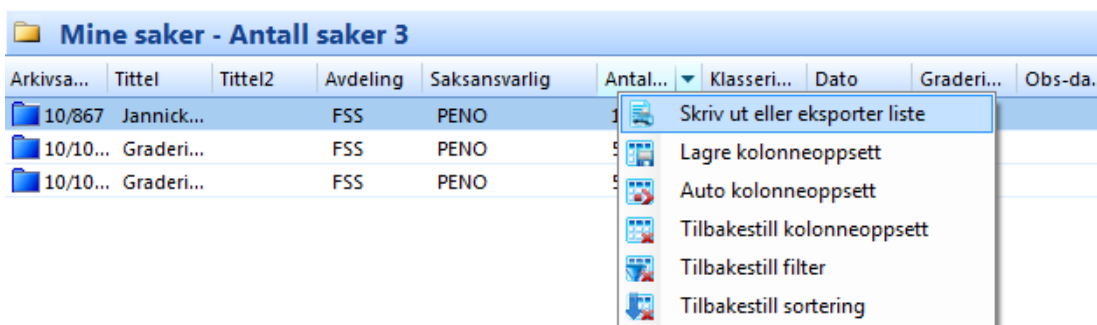 Mine saker - Antall saker 3
Arkivsa... Tittel Tittel2 Avdeling Saksansvarlig Antal... Klasseri... Dato Graderi... Obs-da...
10/867 Jannick... FSS PENO 1
10/10... Graderi... FSS PENO 5
10/10... Graderi... FSS PENO 5
Skriv ut eller eksporter liste
Lagre kolonneoppsett
Auto kolonneoppsett
Tilbakestill kolonneoppsett
Tilbakestill filter
Tilbakestill sortering